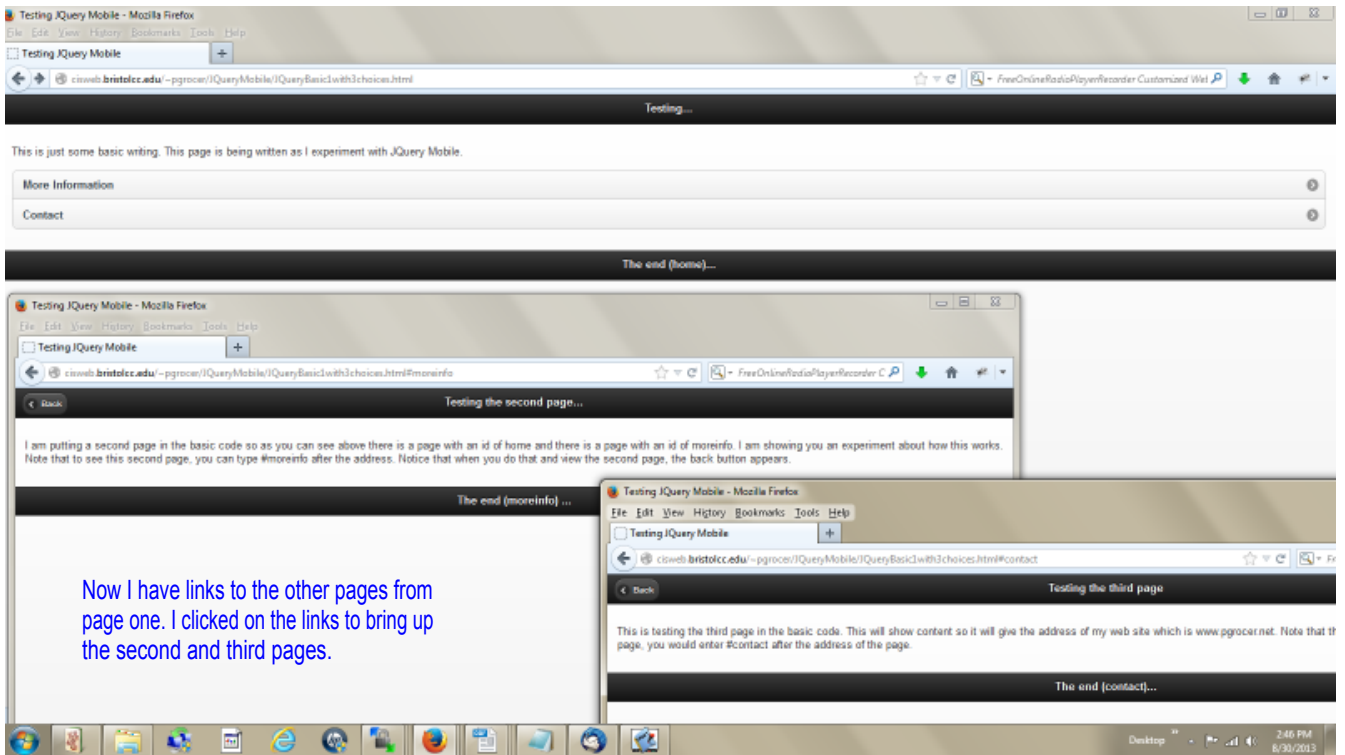 Testing JQuery Mobile - Mozilla Firefox
File Edit View History Bookmarks Tools Help
Testing JQuery Mobile
cisweb.bristolcc.edu/~pgrocer/JQueryMobile/JQueryBasic1with3choices.html
FreeOnlineRadioPlayerRecorder Customized Wel
Testing...
This is just some basic writing. This page is being written as I experiment with JQuery Mobile.
More Information
Contact
The end (home)...
Testing JQuery Mobile - Mozilla Firefox
File Edit View History Bookmarks Tools Help
Testing JQuery Mobile
cisweb.bristolcc.edu/~pgrocer/JQueryMobile/JQueryBasic1with3choices.html#moreinfo
FreeOnlineRadioPlayerRecorder C
Back
Testing the second page...
I am putting a second page in the basic code so as you can see above there is a page with an id of home and there is a page with an id of moreinfo. I am showing you an experiment about how this works.
Note that to see this second page, you can type #moreinfo after the address. Notice that when you do that and view the second page, the back button appears.
The end (moreinfo) ...
Testing JQuery Mobile - Mozilla Firefox
File Edit View History Bookmarks Tools Help
Testing JQuery Mobile
cisweb.bristolcc.edu/~pgrocer/JQueryMobile/JQueryBasic1with3choices.html#contact
Back
Testing the third page
This is testing the third page in the basic code. This will show content so it will give the address of my web site which is www.pgrocer.net. Note that th
page, you would enter #contact after the address of the page.
The end (contact)...
Now I have links to the other pages from
page one. I clicked on the links to bring up
the second and third pages.
Desktop
2:46 PM
8/30/2013